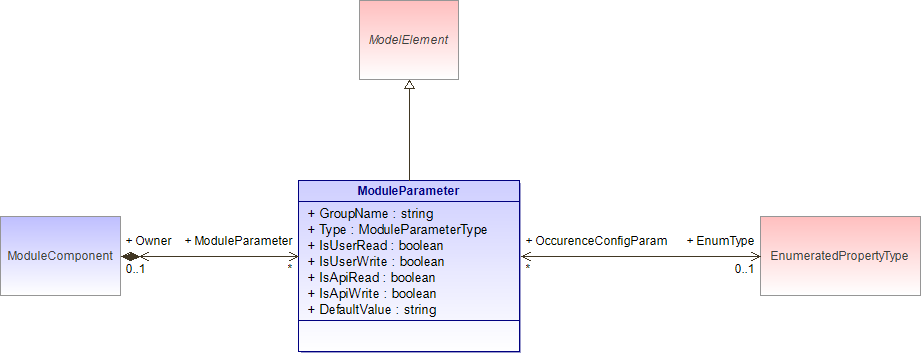 ModelElement
ModuleParameter
+ GroupName : string
+ Type : ModuleParameterType
+ IsUserRead : boolean
+ IsUserWrite : boolean
+ IsApiRead : boolean
+ IsApiWrite : boolean
+ DefaultValue : string
ModuleComponent
+ Owner
0..1
+ ModuleParameter
*
+ OccurenceConfigParam
*
+ EnumType
0..1
EnumeratedPropertyType